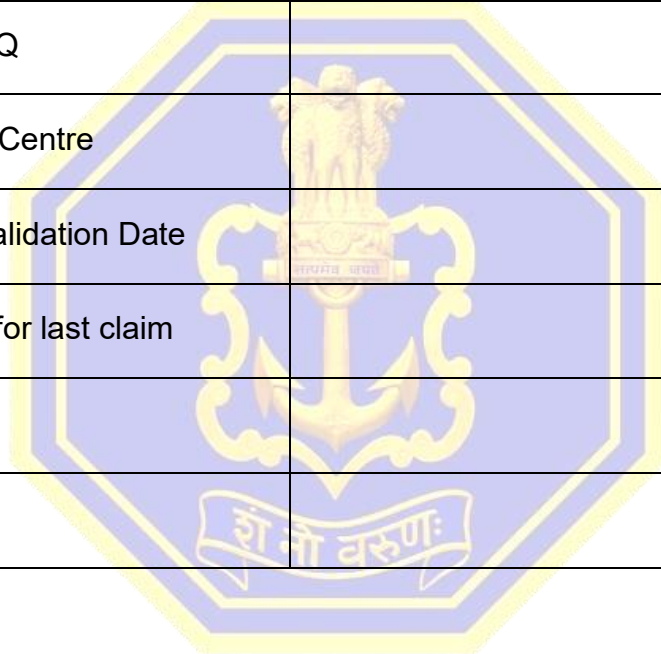 Q
Centre
alidation Date
for last claim
सत्यमेव जयते
शं नो वरुणः